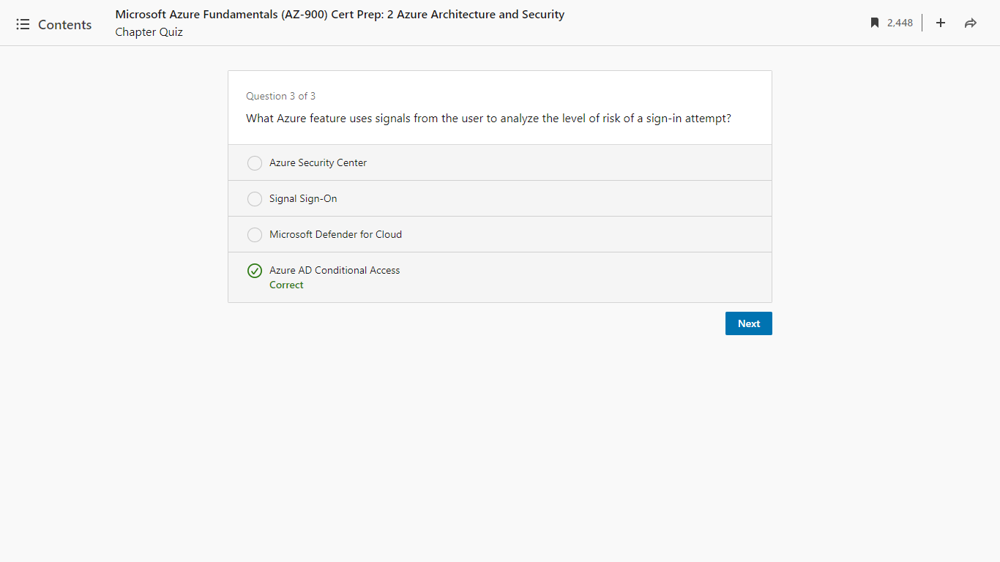 Contents
Microsoft Azure Fundamentals (AZ-900) Cert Prep: 2 Azure Architecture and Security
Chapter Quiz
2,448
Question 3 of 3
What Azure feature uses signals from the user to analyze the level of risk of a sign-in attempt?
Azure Security Center
Signal Sign-On
Microsoft Defender for Cloud
Azure AD Conditional Access
Correct
Next